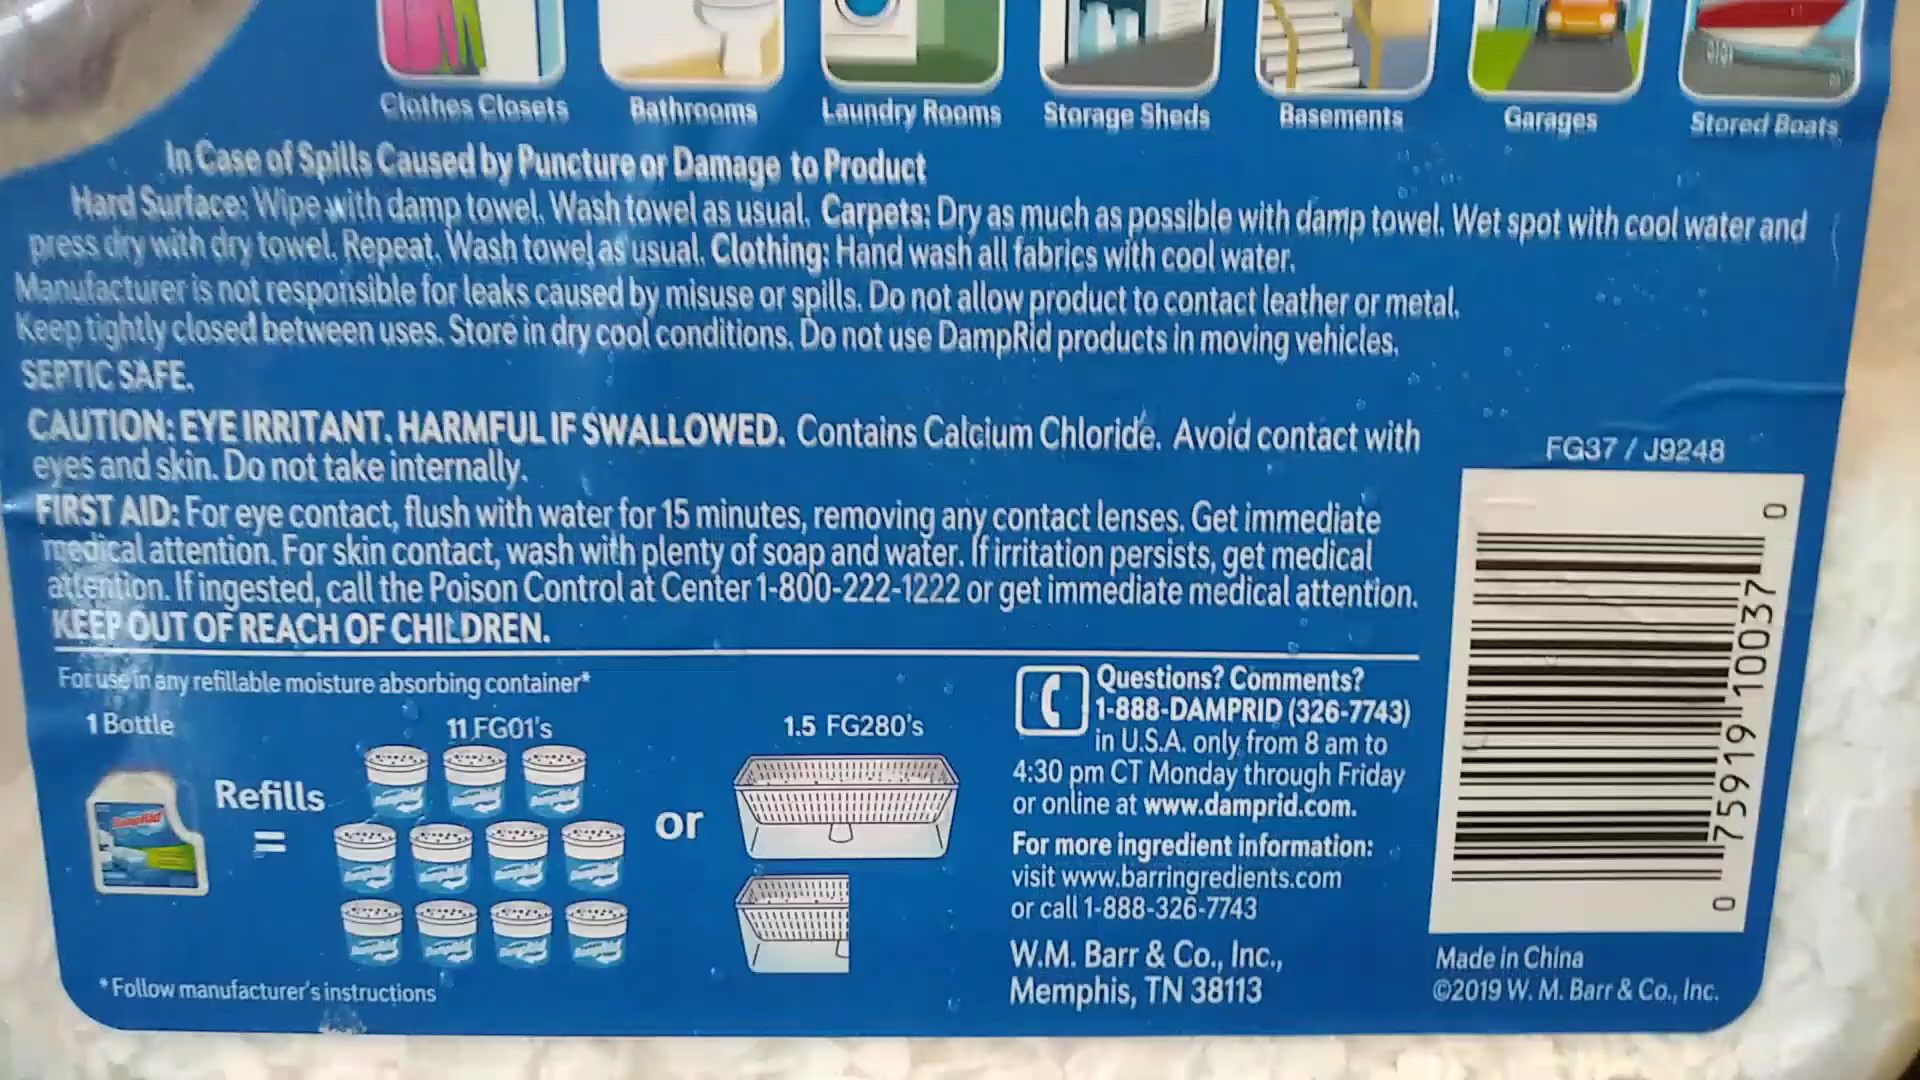 Clothes Closets Bathrooms Laundry Rooms Storage Sheds Basements Garages Stored Boats
In Case of Spills Caused by Puncture or Damage to Product
Hard Surface: Wipe with damp towel. Wash towel as usual. Carpets: Dry as much as possible with damp towel. Wet spot with cool water and
press dry with dry towel. Repeat. Wash towel as usual. Clothing: Hand wash all fabrics with cool water.
Manufacturer is not responsible for leaks caused by misuse or spills. Do not allow product to contact leather or metal.
Keep tightly closed between uses. Store in dry cool conditions. Do not use DampRid products in moving vehicles.
SEPTIC SAFE.
CAUTION: EYE IRRITANT. HARMFUL IF SWALLOWED. Contains Calcium Chloride. Avoid contact with
eyes and skin. Do not take internally.
FIRST AID: For eye contact, flush with water for 15 minutes, removing any contact lenses. Get immediate
medical attention. For skin contact, wash with plenty of soap and water. If irritation persists, get medical
attention. If ingested, call the Poison Control at Center 1-800-222-1222 or get immediate medical attention.
KEEP OUT OF REACH OF CHILDREN.
For use in any refillable moisture absorbing container*
1 Bottle
DampRid
Refills
=
11 FG01's
or
1.5 FG280's
* Follow manufacturer's instructions
Questions? Comments?
1-888-DAMPRID (326-7743)
in U.S.A. only from 8 am to
4:30 pm CT Monday through Friday
or online at www.damprid.com.
For more ingredient information:
visit www.barringredients.com
or call 1-888-326-7743
W.M. Barr & Co., Inc.,
Memphis, TN 38113
FG37 / J9248
0 75919 10037 0
Made in China
©2019 W. M. Barr & Co., Inc.